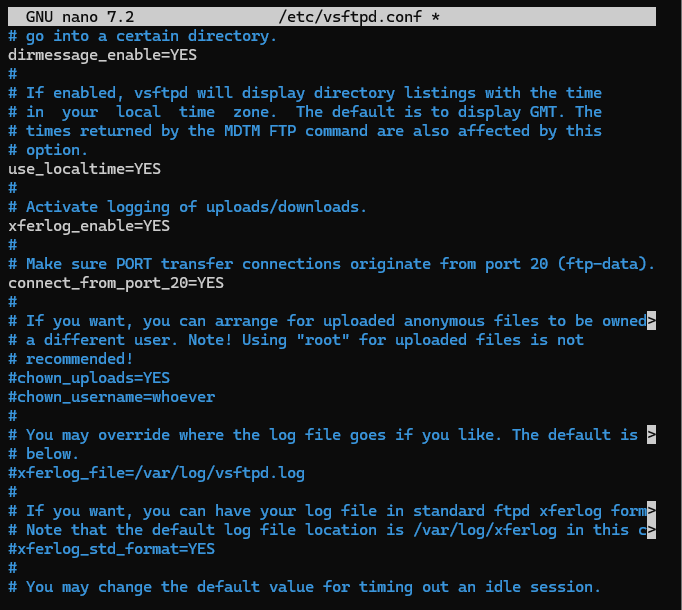 GNU nano 7.2 /etc/vsftpd.conf *
# go into a certain directory.
dirmessage_enable=YES
#
# If enabled, vsftpd will display directory listings with the time
# in  your  local  time  zone.  The default is to display GMT. The
# times returned by the MDTM FTP command are also affected by this
# option.
use_localtime=YES
#
# Activate logging of uploads/downloads.
xferlog_enable=YES
#
# Make sure PORT transfer connections originate from port 20 (ftp-data).
connect_from_port_20=YES
#
# If you want, you can arrange for uploaded anonymous files to be owned>
# a different user. Note! Using "root" for uploaded files is not
# recommended!
#chown_uploads=YES
#chown_username=whoever
#
# You may override where the log file goes if you like. The default is >
# below.
#xferlog_file=/var/log/vsftpd.log
#
# If you want, you can have your log file in standard ftpd xferlog form>
# Note that the default log file location is /var/log/xferlog in this c>
#xferlog_std_format=YES
#
# You may change the default value for timing out an idle session.